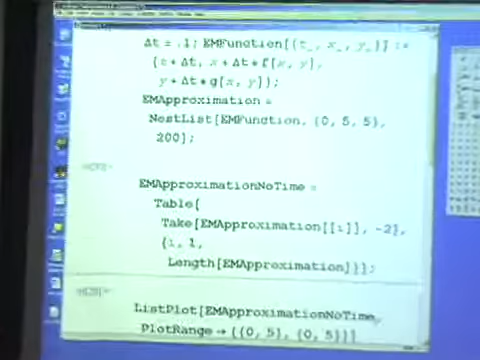 Δt = .1; EMFunction[{t_, x_, y_}] :=
{t + Δt, x + Δt * f[x, y],
y + Δt * g[x, y]};
EMApproximation =
NestList[EMFunction, {0, 5, 5},
200];
EMApproximationNoTime =
Table[
Take[EMApproximation[[i]], -2],
{i, 1,
Length[EMApproximation]}];
ListPlot[EMApproximationNoTime,
PlotRange → {{0, 5}, {0, 5}}]